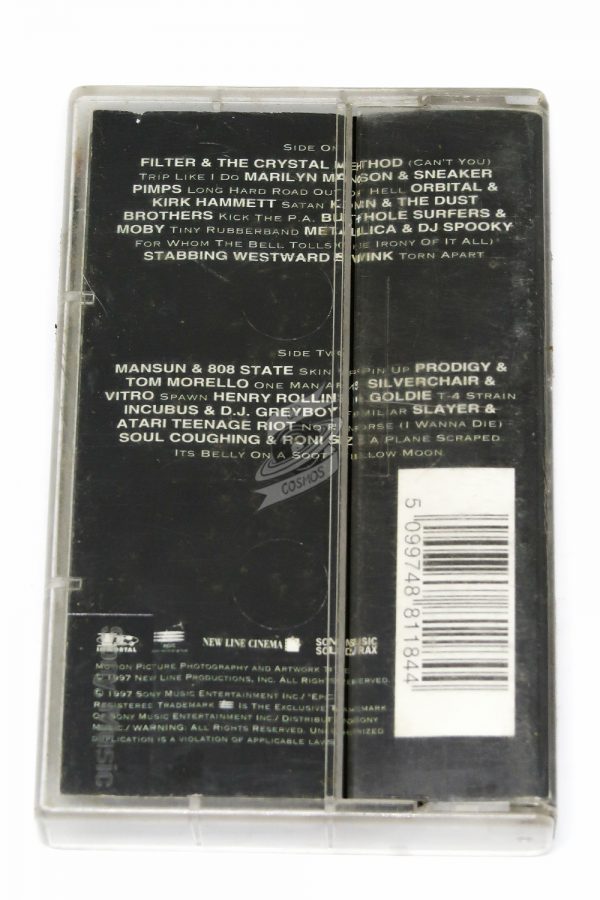 SIDE ON
FILTER & THE CRYSTAL METHOD (CAN'T YOU)
TRIP LIKE I DO MARILYN MANSON & SNEAKER
PIMPS LONG HARD ROAD OUT OF HELL ORBITAL &
KIRK HAMMETT SATAN KORN & THE DUST
BROTHERS KICK THE P.A. BUTTHOLE SURFERS &
MOBY TINY RUBBERBAND METALLICA & DJ SPOOKY
FOR WHOM THE BELL TOLLS (THE IRONY OF IT ALL)
STABBING WESTWARD & WINK TORN APART
SIDE TWO
MANSUN & 808 STATE SKIN UP PIN UP PRODIGY &
TOM MORELLO ONE MAN ARMY SILVERCHAIR &
VITRO SPAWN HENRY ROLLINS & GOLDIE T-4 STRAIN
INCUBUS & D.J. GREYBOY FAMILIAR SLAYER &
ATARI TEENAGE RIOT NO REMORSE (I WANNA DIE)
SOUL COUGHING & RONI SIZE A PLANE SCRAPED
ITS BELLY ON A SOOTY YELLOW MOON
COSMOS
5 099748 811844
IMMORTAL
EPIC
NEW LINE CINEMA
SONY MUSIC
SOUNDTRAX
MOTION PICTURE PHOTOGRAPHY AND ARTWORK TITLE
© 1997 NEW LINE PRODUCTIONS, INC. ALL RIGHTS RESERVED.
℗ 1997 SONY MUSIC ENTERTAINMENT INC./ "EPIC,"
REGISTERED TRADEMARK IS THE EXCLUSIVE TRADEMARK
OF SONY MUSIC ENTERTAINMENT INC./ DISTRIBUTION SONY
MUSIC./ WARNING: ALL RIGHTS RESERVED. UNAUTHORIZED
DUPLICATION IS A VIOLATION OF APPLICABLE LAWS